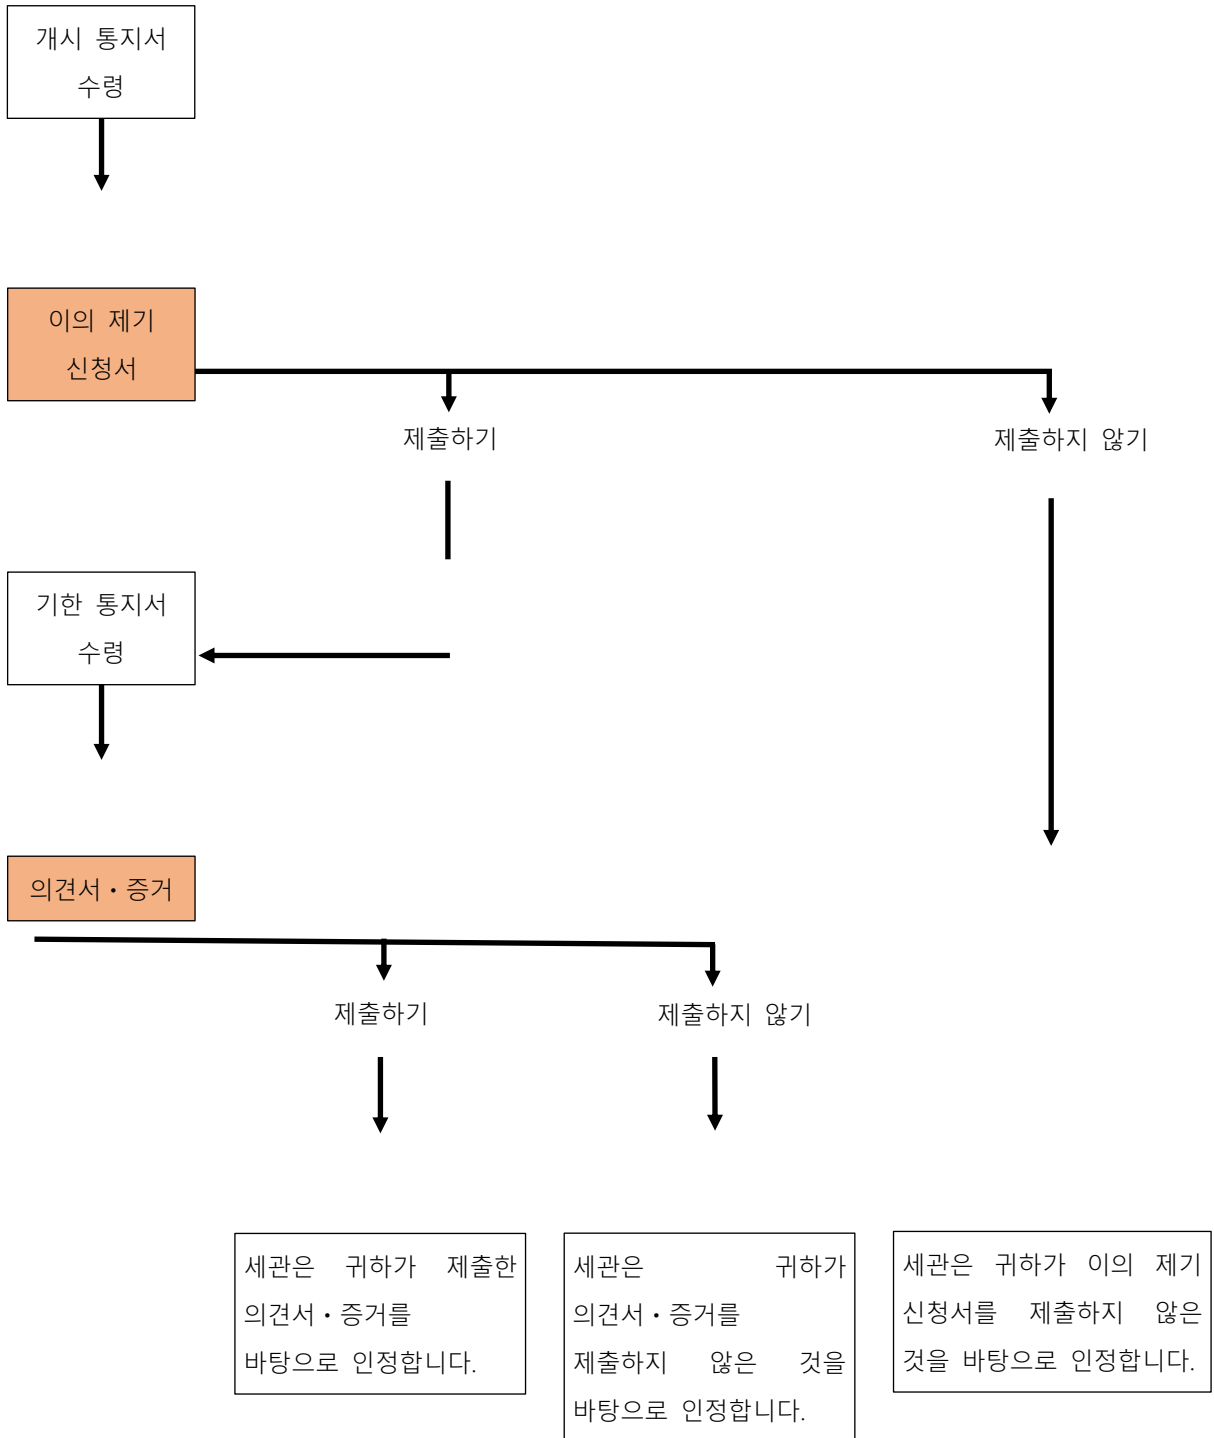 개시 통지서
수령
이의 제기
신청서
제출하기
제출하지 않기
기한 통지서
수령
의견서・증거
제출하기
제출하지 않기
세관은 귀하가 제출한
의견서・증거를
바탕으로 인정합니다.
세관은 귀하가
의견서・증거를
제출하지 않은 것을
바탕으로 인정합니다.
세관은 귀하가 이의 제기
신청서를 제출하지 않은
것을 바탕으로 인정합니다.